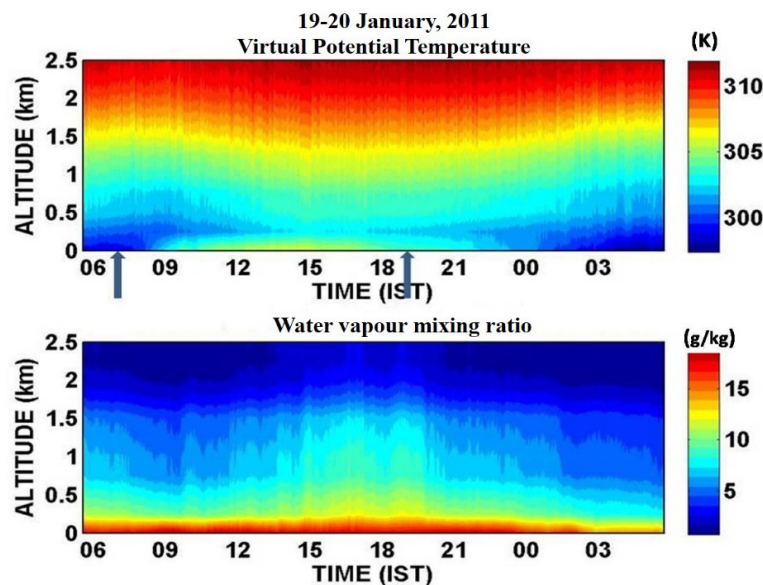 19-20 January, 2011
Virtual Potential Temperature
(K)
2.5
2
1.5
1
0.5
0
ALTITUDE (km)
310
305
300
06 09 12 15 18 21 00 03
TIME (IST)
Water vapour mixing ratio
(g/kg)
2.5
2
1.5
1
0.5
0
ALTITUDE (km)
15
10
5
06 09 12 15 18 21 00 03
TIME (IST)